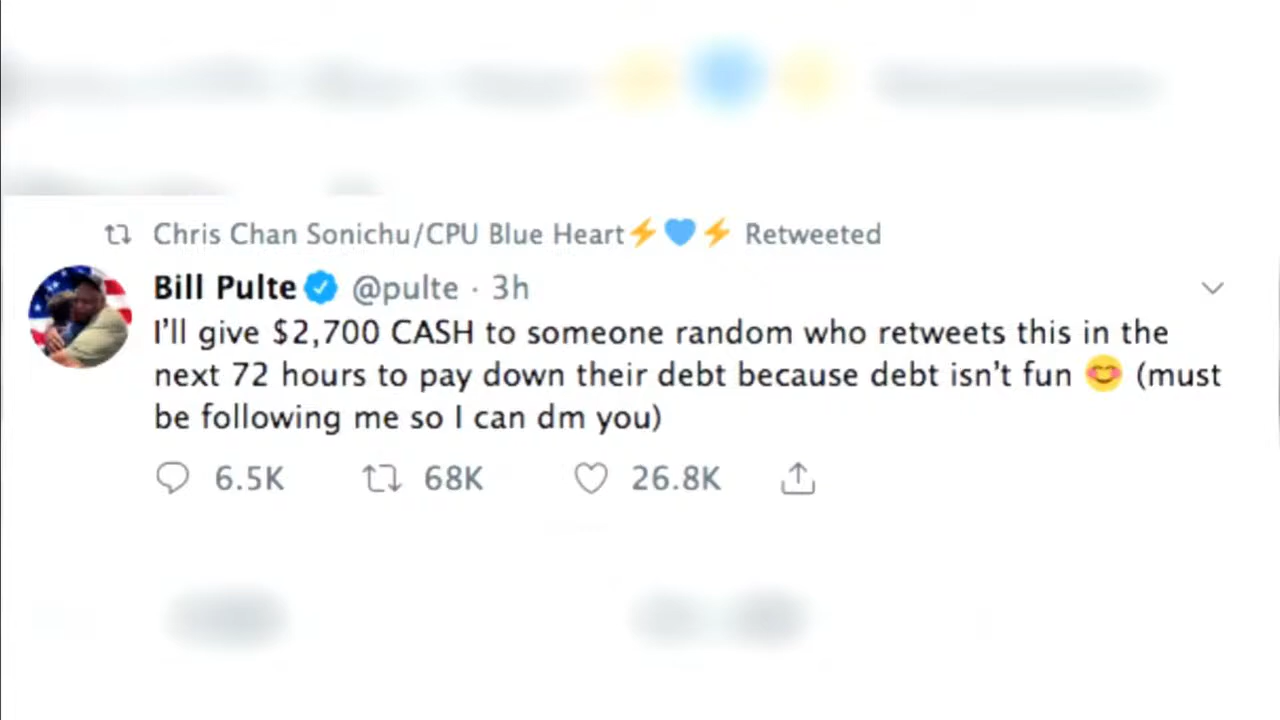 Chris Chan Sonichu/CPU Blue Heart⚡💙⚡ Retweeted
Bill Pulte @pulte · 3h
I'll give $2,700 CASH to someone random who retweets this in the
next 72 hours to pay down their debt because debt isn't fun 😊 (must
be following me so I can dm you)
6.5K 68K 26.8K